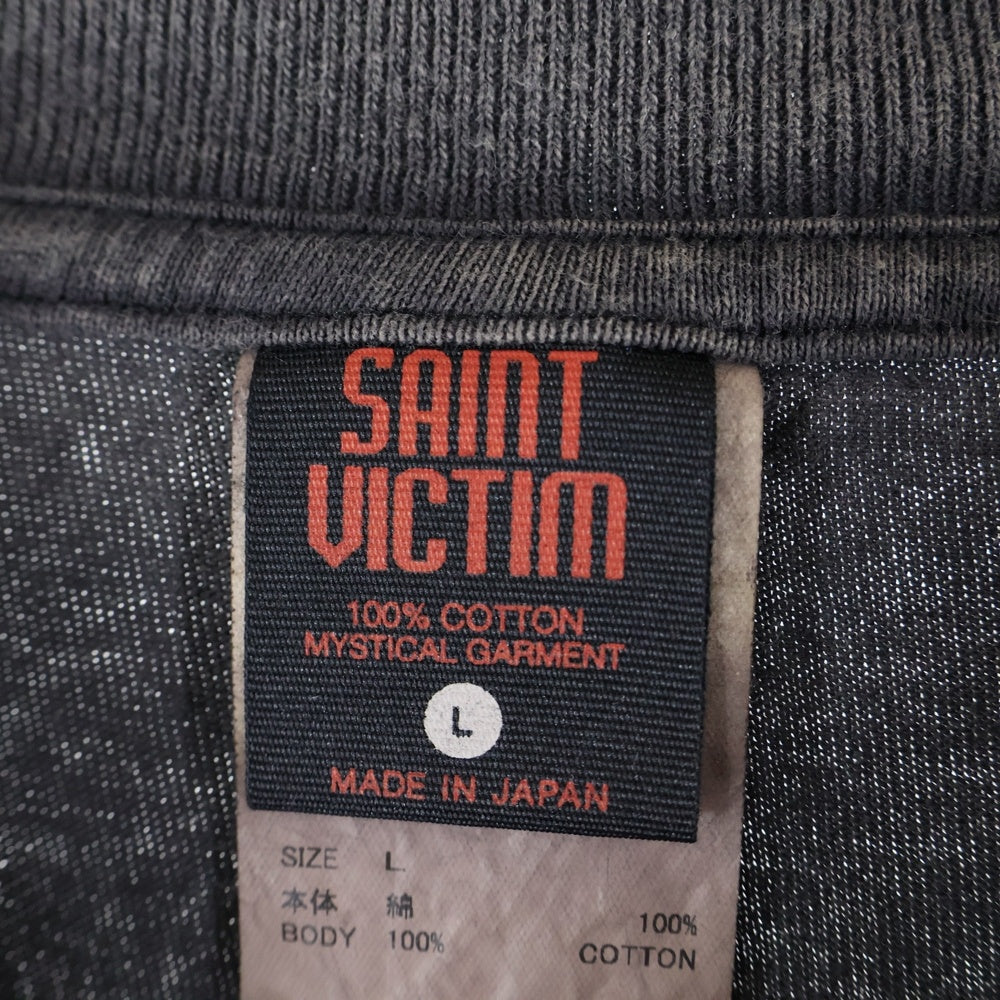 SAINT
VICTIM
100% COTTON
MYSTICAL GARMENT
L
MADE IN JAPAN
SIZE L
本体 綿 100%
BODY 100% COTTON